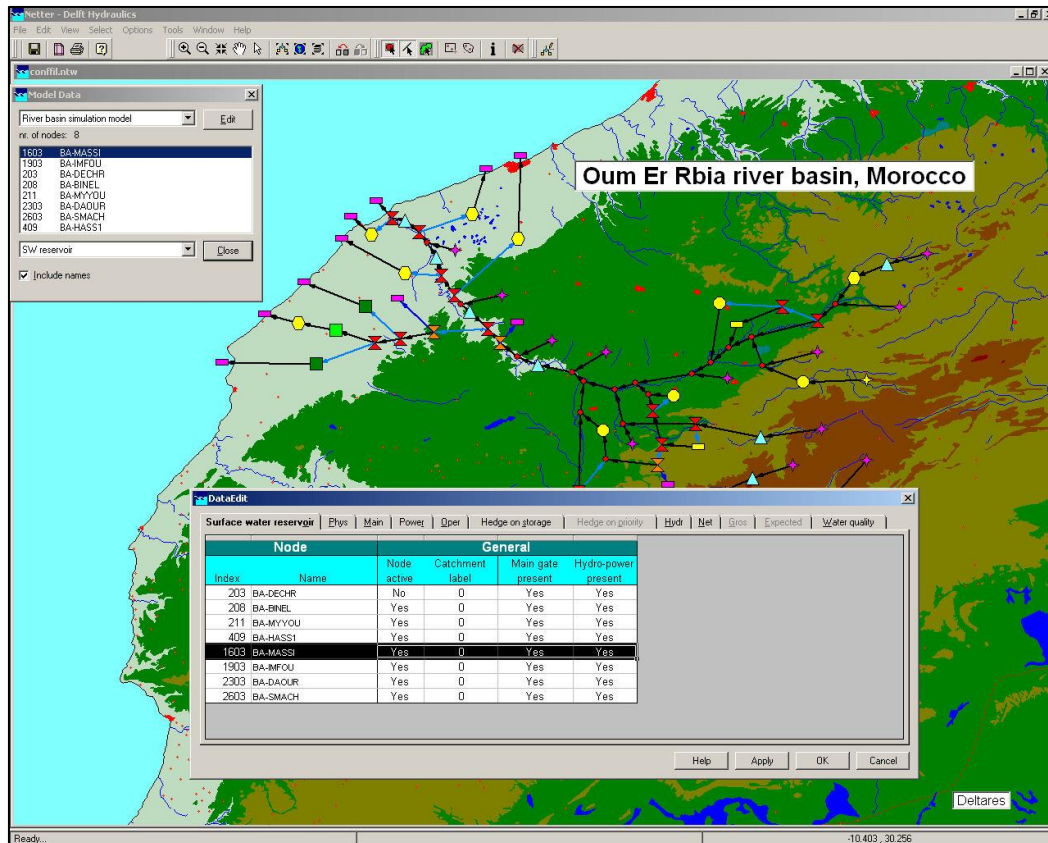 Netter - Delft Hydraulics
File Edit View Select Options Tools Window Help
conffil.ntw
Model Data
River basin simulation model
Edit
nr. of nodes: 8
1603 BA-MASSI
1903 BA-IMFOU
203 BA-DECHR
208 BA-BINEL
211 BA-MYYOU
2303 BA-DAOUR
2603 BA-SMACH
409 BA-HASS1
SW reservoir
Close
Include names
Oum Er Rbia river basin, Morocco
DataEdit
Surface water reservoir Phys Main Power Oper Hedge on storage Hedge on priority Hydr Net Gros Expected Water quality
Node General
Node Catchment Main gate Hydro-power
Index Name active label present present
203 BA-DECHR No 0 Yes Yes
208 BA-BINEL Yes 0 Yes Yes
211 BA-MYYOU Yes 0 Yes Yes
409 BA-HASS1 Yes 0 Yes Yes
1603 BA-MASSI Yes 0 Yes Yes
1903 BA-IMFOU Yes 0 Yes Yes
2303 BA-DAOUR Yes 0 Yes Yes
2603 BA-SMACH Yes 0 Yes Yes
Help Apply OK Cancel
Deltares
Ready... -10.403 , 30.256